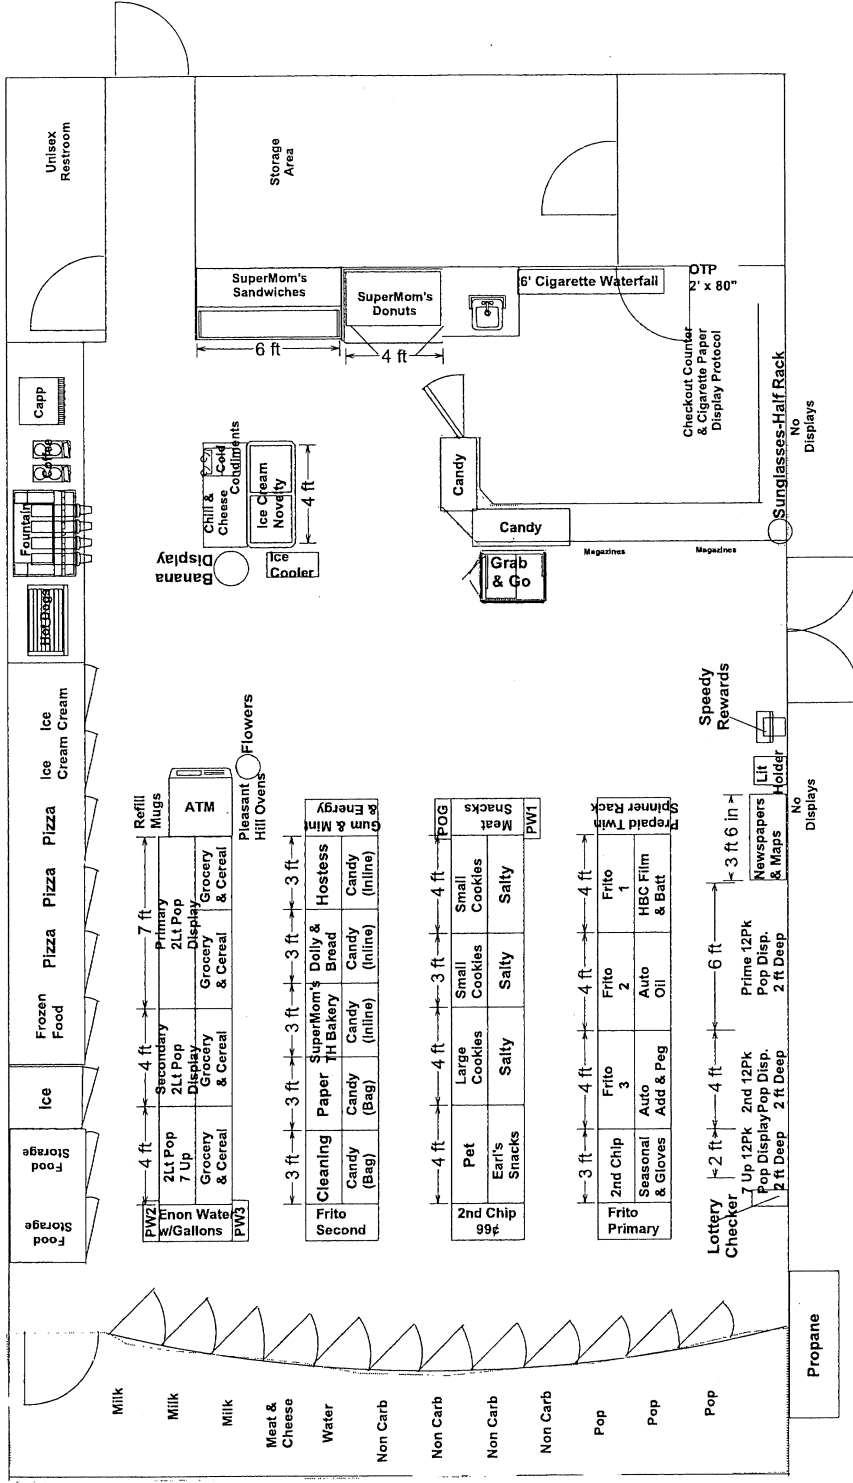 Unisex
Restroom
Storage
Area
SuperMom's
Sandwiches
SuperMom's
Donuts
6' Cigarette Waterfall
OTP
2' x 80"
6 ft
4 ft
Checkout Counter
& Cigarette Paper
Display Protocol
Sunglasses-Half Rack
No
Displays
Capp
Coffee
Fountain
Hot Dogs
Cold
Condiments
Chili &
Cheese
Ice Cream
Novelty
4 ft
Banana
Display
Ice
Cooler
Candy
Candy
Grab
& Go
Magazines
Magazines
Ice
Cream
Ice
Cream
Pizza
Pizza
Pizza
Frozen
Food
Ice
Food
Storage
Food
Storage
Speedy
Rewards
Lit
Holder
Newspapers
& Maps
3 ft 6 in
No
Displays
Flowers
Pleasant
Hill Ovens
ATM
Refill
Mugs
7 ft
Primary
2Lt Pop
Display
Grocery
& Cereal
Grocery
& Cereal
4 ft
Secondary
2Lt Pop
Display
Grocery
& Cereal
4 ft
2Lt Pop
7 Up
Grocery
& Cereal
PW2
Enon Water
w/Gallons
PW3
Gum & Mint
& Energy
3 ft
Hostess
Candy
(Inline)
3 ft
Dolly &
Bread
Candy
(Inline)
3 ft
SuperMom's
TH Bakery
Candy
(Inline)
3 ft
Paper
Candy
(Bag)
3 ft
Cleaning
Candy
(Bag)
Frito
Second
POG
Meat
Snacks
PW1
4 ft
Small
Cookies
Salty
3 ft
Small
Cookies
Salty
4 ft
Large
Cookies
Salty
4 ft
Pet
Earl's
Snacks
2nd Chip
99¢
Prepaid Twin
Spinner Rack
4 ft
Frito
1
HBC Film
& Batt
4 ft
Frito
2
Auto
Oil
4 ft
Frito
3
Auto
Add & Peg
3 ft
2nd Chip
Seasonal
& Gloves
Frito
Primary
6 ft
Prime 12Pk
Pop Disp.
2 ft Deep
4 ft
2nd 12Pk
Pop Disp.
2 ft Deep
2 ft
7 Up 12Pk
Pop Display
2 ft Deep
Lottery
Checker
Propane
Milk
Milk
Milk
Meat &
Cheese
Water
Non Carb
Non Carb
Non Carb
Non Carb
Pop
Pop
Pop